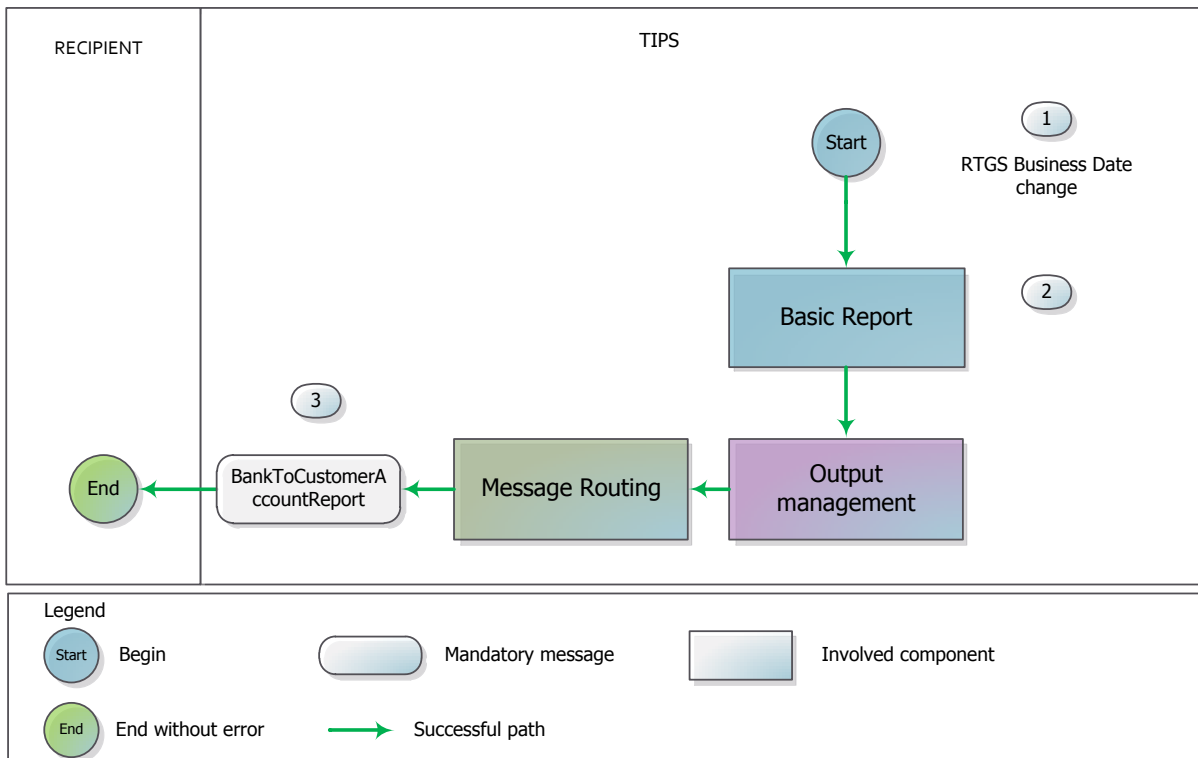 RECIPIENT
TIPS
Start
1
RTGS Business Date
change
Basic Report
2
3
End
BankToCustomerA
ccountReport
Message Routing
Output
management
Legend
Start
Begin
Mandatory message
Involved component
End
End without error
Successful path